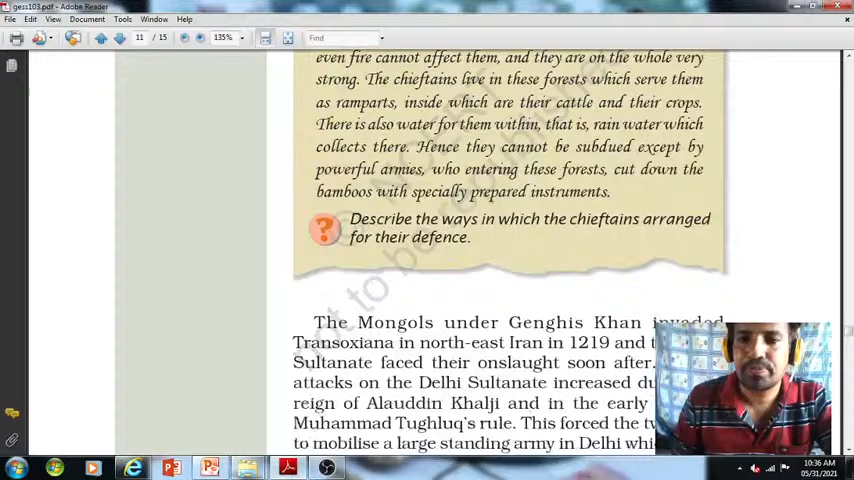 gess103.pdf - Adobe Reader
File Edit View Document Tools Window Help
11 / 15 135% Find
even fire cannot affect them, and they are on the whole very
strong. The chieftains live in these forests which serve them
as ramparts, inside which are their cattle and their crops.
There is also water for them within, that is, rain water which
collects there. Hence they cannot be subdued except by
powerful armies, who entering these forests, cut down the
bamboos with specially prepared instruments.
? Describe the ways in which the chieftains arranged
for their defence.
The Mongols under Genghis Khan invaded
Transoxiana in north-east Iran in 1219 and
Sultanate faced their onslaught soon after.
attacks on the Delhi Sultanate increased
reign of Alauddin Khalji and in the early
Muhammad Tughluq's rule. This forced the
to mobilise a large standing army in Delhi
not to be republished
© NCERT
10:36 AM
05/31/2021